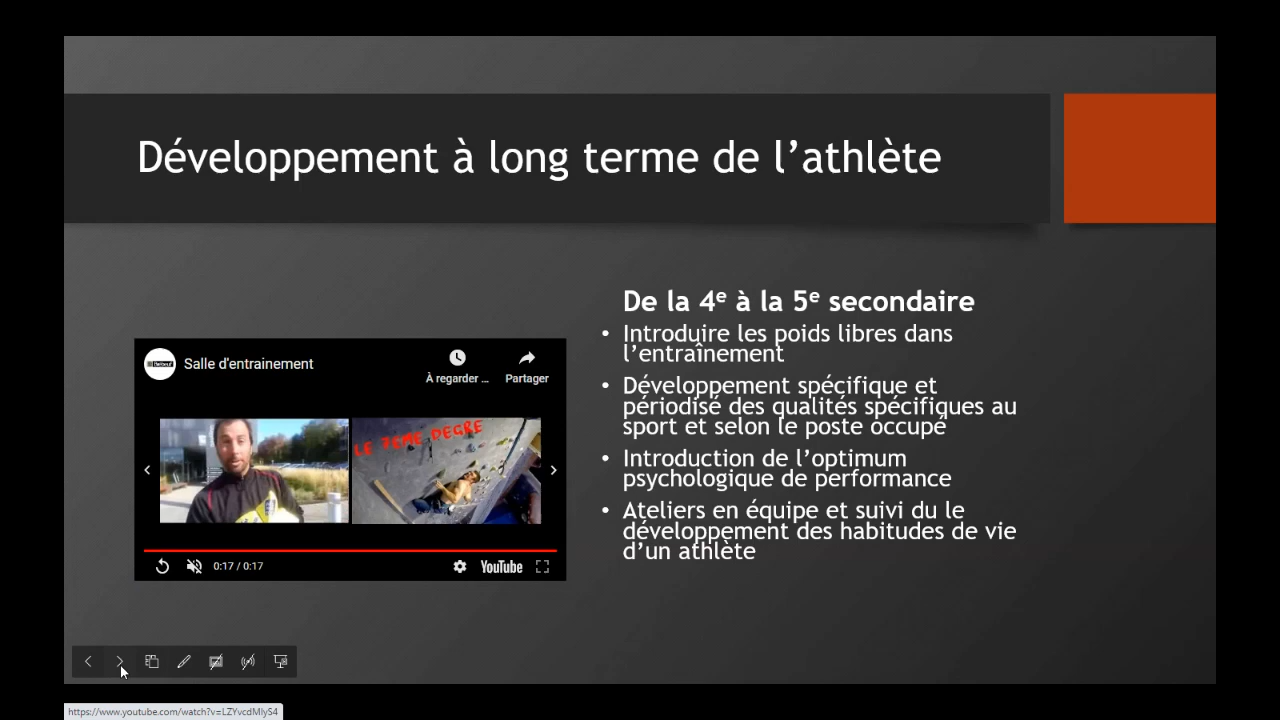 Développement à long terme de l’athlète
De la 4e à la 5e secondaire
• Introduire les poids libres dans
l’entraînement
• Développement spécifique et
périodisé des qualités spécifiques au
sport et selon le poste occupé
• Introduction de l’optimum
psychologique de performance
• Ateliers en équipe et suivi du le
développement des habitudes de vie
d’un athlète
Salle d'entrainement
À regarder ...
Partager
LE 7EME DEGRE
0:17 / 0:17
YouTube
https://www.youtube.com/watch?v=LZYvcdMIyS4